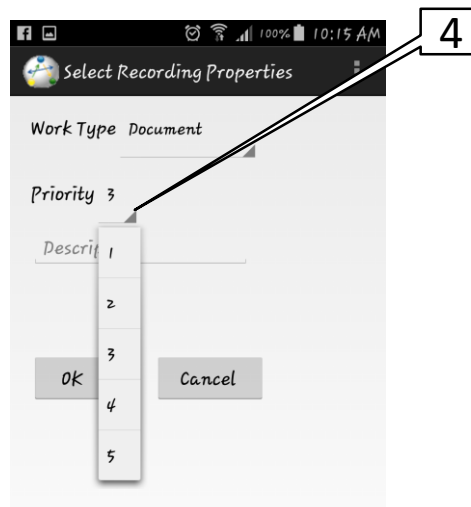 100% 10:15 AM
4
Select Recording Properties
Work Type Document
Priority 3
Descrip
1
2
3
OK Cancel
4
5